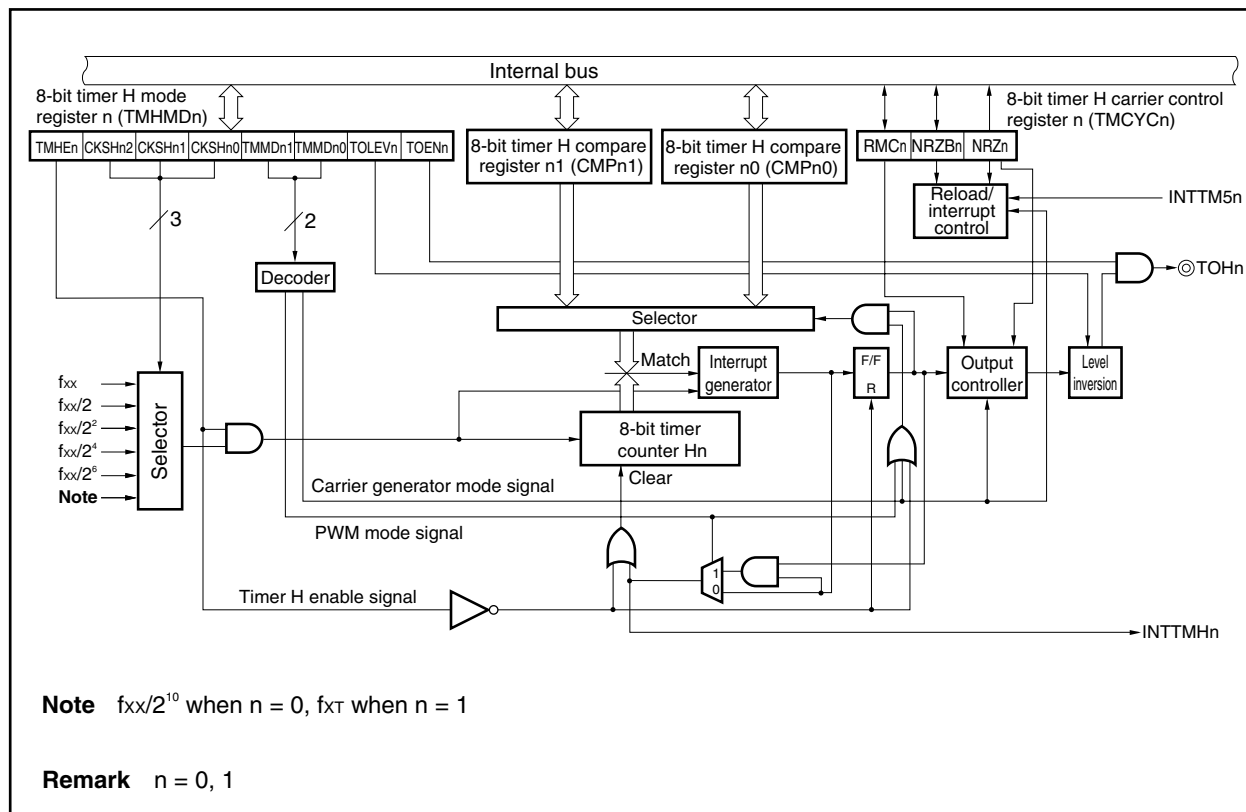 Internal bus
8-bit timer H mode
register n (TMHMDn)
8-bit timer H carrier control
register n (TMCYCn)
TMHEn CKSHn2 CKSHn1 CKSHn0 TMMDn1 TMMDn0 TOLEVn TOENn
8-bit timer H compare
register n1 (CMPn1)
8-bit timer H compare
register n0 (CMPn0)
RMCn NRZBn NRZn
Reload/
interrupt
control
INTTM5n
3
2
Decoder
TOHn
Selector
Match
Interrupt
generator
F/F
R
Output
controller
Level
inversion
fxx
fxx/2
fxx/2²
fxx/2⁴
fxx/2⁶
Note
Selector
8-bit timer
counter Hn
Clear
Carrier generator mode signal
PWM mode signal
1
0
Timer H enable signal
INTTMHn
Note fxx/2¹⁰ when n = 0, fXT when n = 1
Remark n = 0, 1